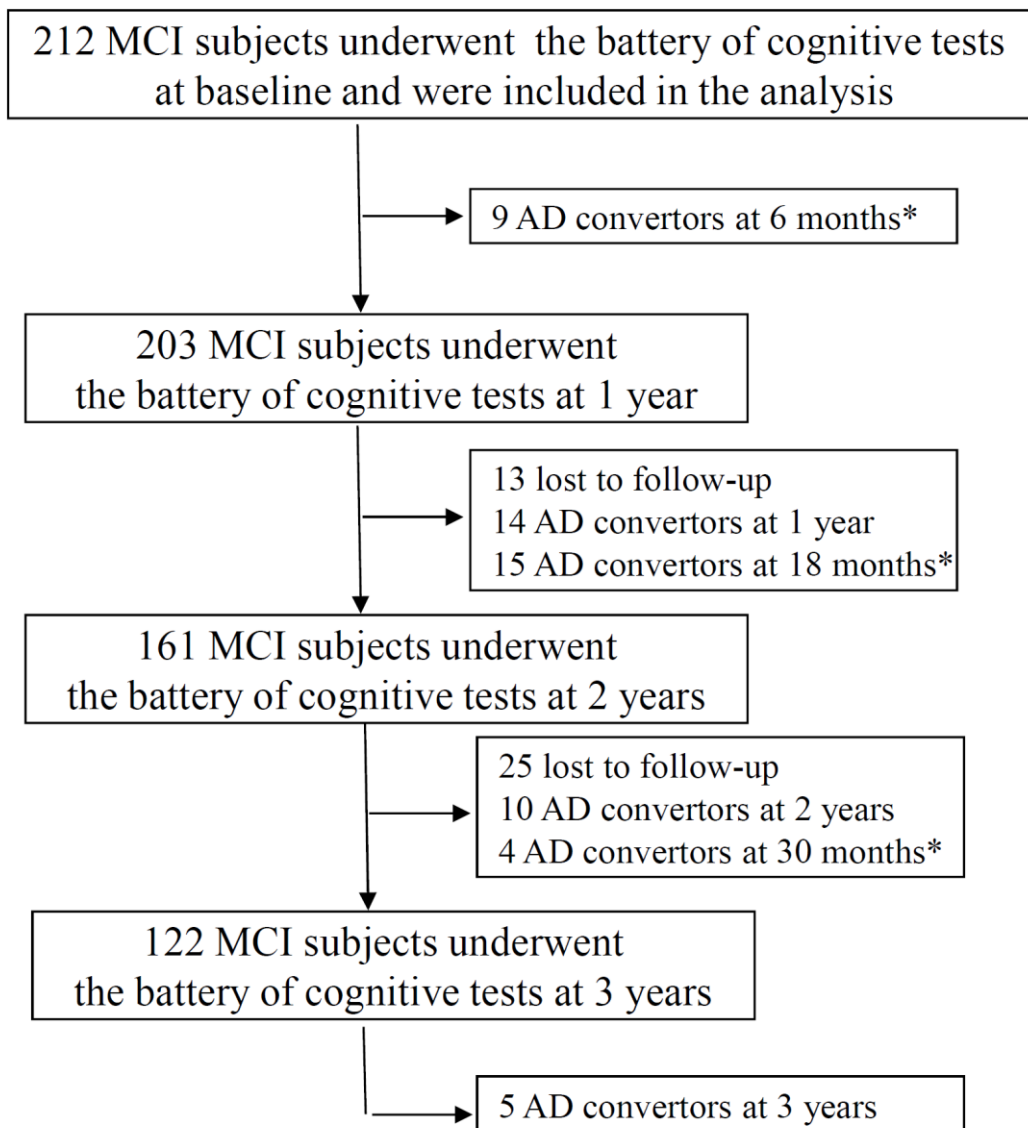 212 MCI subjects underwent the battery of cognitive tests
at baseline and were included in the analysis
9 AD convertors at 6 months*
203 MCI subjects underwent
the battery of cognitive tests at 1 year
13 lost to follow-up
14 AD convertors at 1 year
15 AD convertors at 18 months*
161 MCI subjects underwent
the battery of cognitive tests at 2 years
25 lost to follow-up
10 AD convertors at 2 years
4 AD convertors at 30 months*
122 MCI subjects underwent
the battery of cognitive tests at 3 years
5 AD convertors at 3 years